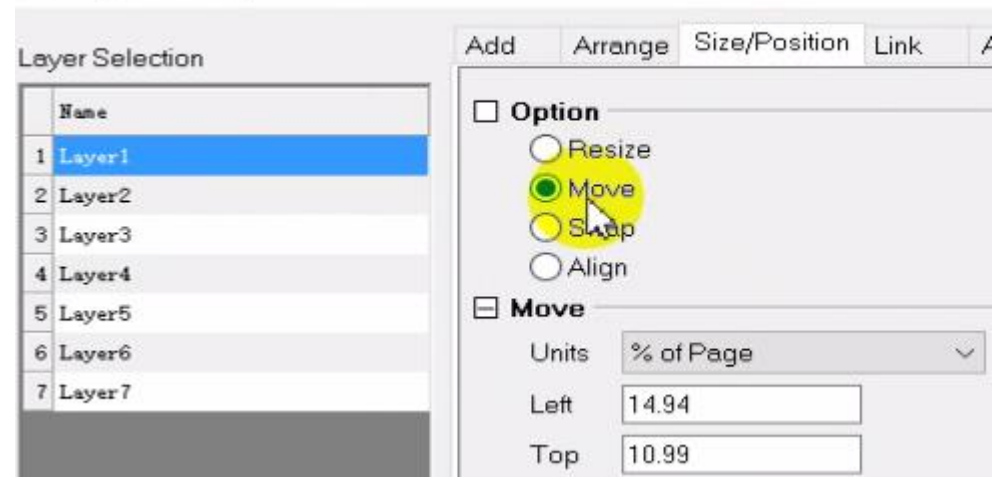 Layer Selection
Name
1 Layer1
2 Layer2
3 Layer3
4 Layer4
5 Layer5
6 Layer6
7 Layer7
Add Arrange Size/Position Link
Option
Resize
Move
Swap
Align
Move
Units % of Page
Left 14.94
Top 10.99